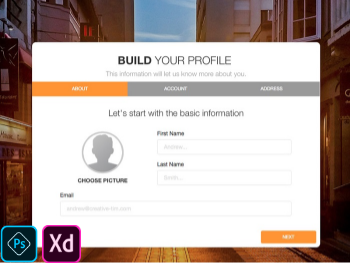 BUILD YOUR PROFILE
This information will let us know more about you.
ABOUT ACCOUNT ADDRESS
Let's start with the basic information
First Name
Andrew...
Last Name
Smith...
CHOOSE PICTURE
Email
andrew@creative-tim.com
NEXT
Ps Xd